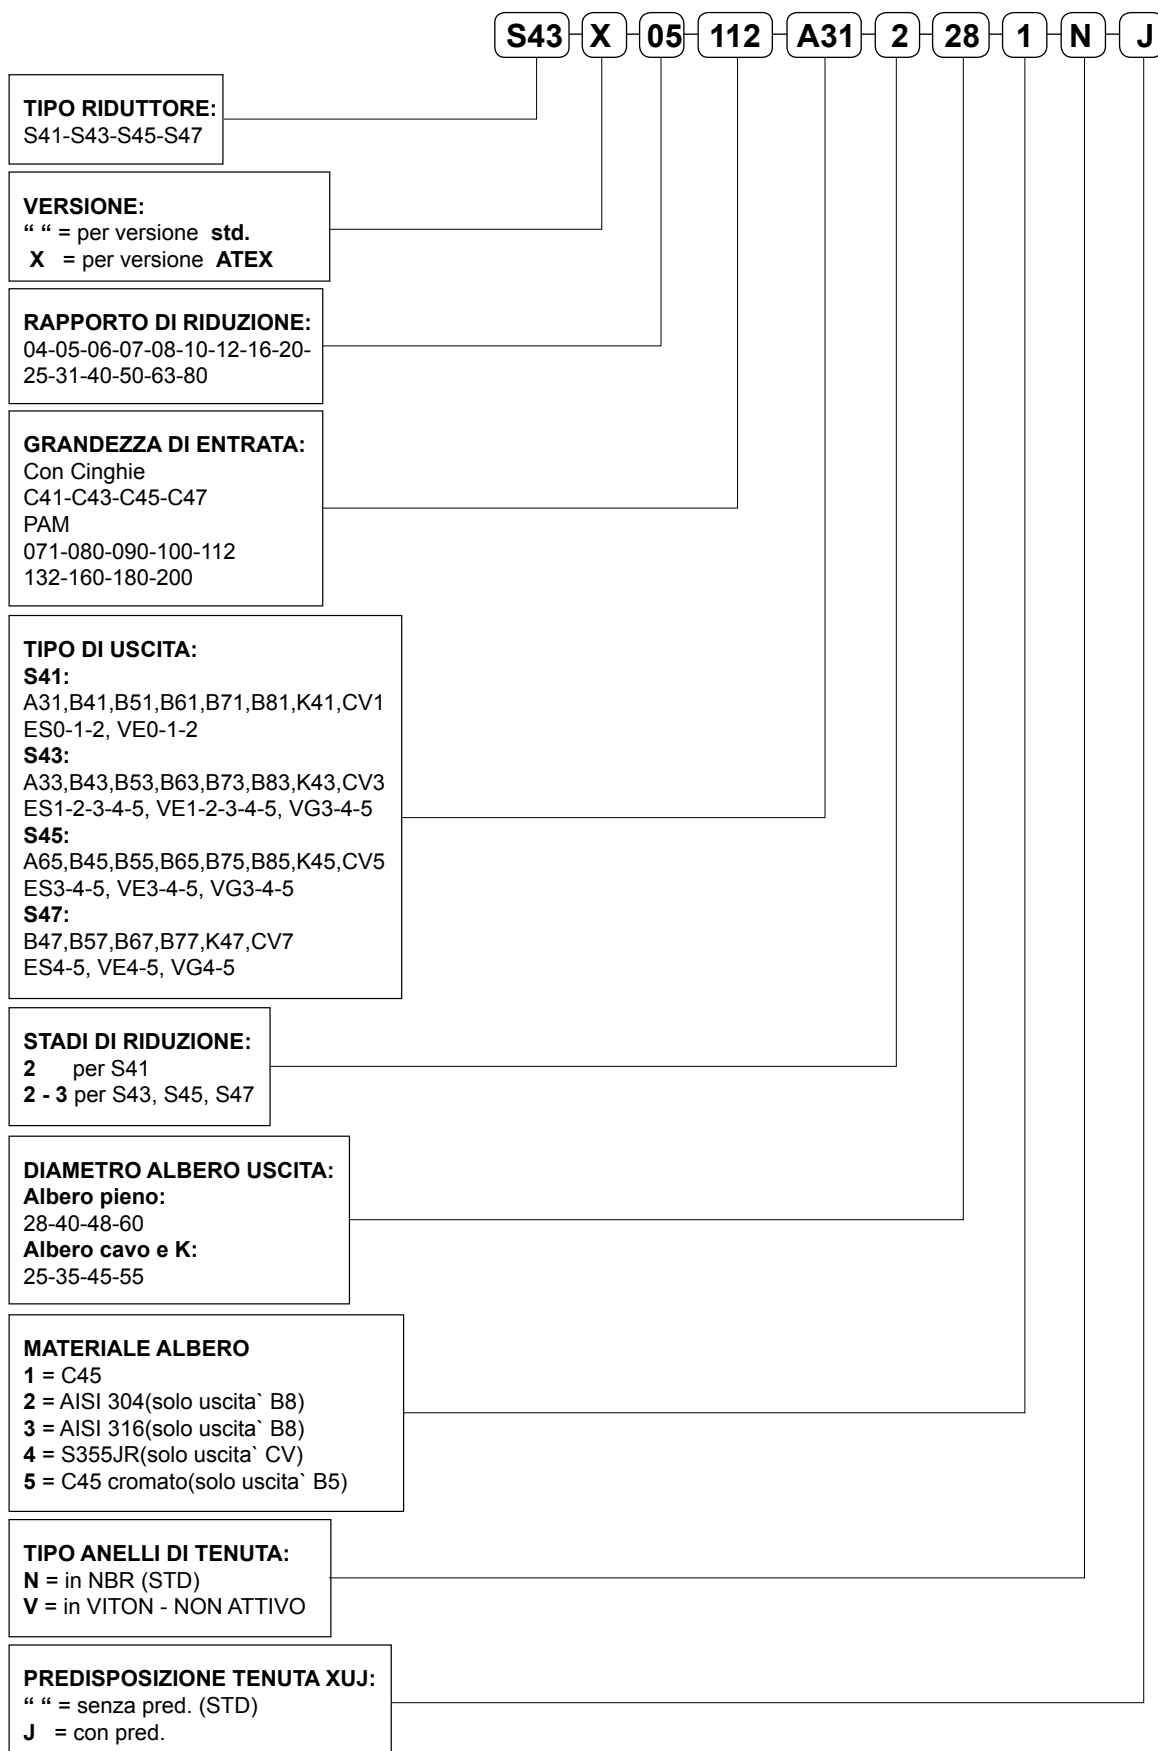 S43 X 05 112 A31 2 28 1 N J
TIPO RIDUTTORE:
S41-S43-S45-S47
VERSIONE:
“ “ = per versione std.
X = per versione ATEX
RAPPORTO DI RIDUZIONE:
04-05-06-07-08-10-12-16-20-
25-31-40-50-63-80
GRANDEZZA DI ENTRATA:
Con Cinghie
C41-C43-C45-C47
PAM
071-080-090-100-112
132-160-180-200
TIPO DI USCITA:
S41:
A31,B41,B51,B61,B71,B81,K41,CV1
ES0-1-2, VE0-1-2
S43:
A33,B43,B53,B63,B73,B83,K43,CV3
ES1-2-3-4-5, VE1-2-3-4-5, VG3-4-5
S45:
A65,B45,B55,B65,B75,B85,K45,CV5
ES3-4-5, VE3-4-5, VG3-4-5
S47:
B47,B57,B67,B77,K47,CV7
ES4-5, VE4-5, VG4-5
STADI DI RIDUZIONE:
2 per S41
2 - 3 per S43, S45, S47
DIAMETRO ALBERO USCITA:
Albero pieno:
28-40-48-60
Albero cavo e K:
25-35-45-55
MATERIALE ALBERO
1 = C45
2 = AISI 304(solo uscita` B8)
3 = AISI 316(solo uscita` B8)
4 = S355JR(solo uscita` CV)
5 = C45 cromato(solo uscita` B5)
TIPO ANELLI DI TENUTA:
N = in NBR (STD)
V = in VITON - NON ATTIVO
PREDISPOSIZIONE TENUTA XUJ:
“ “ = senza pred. (STD)
J = con pred.